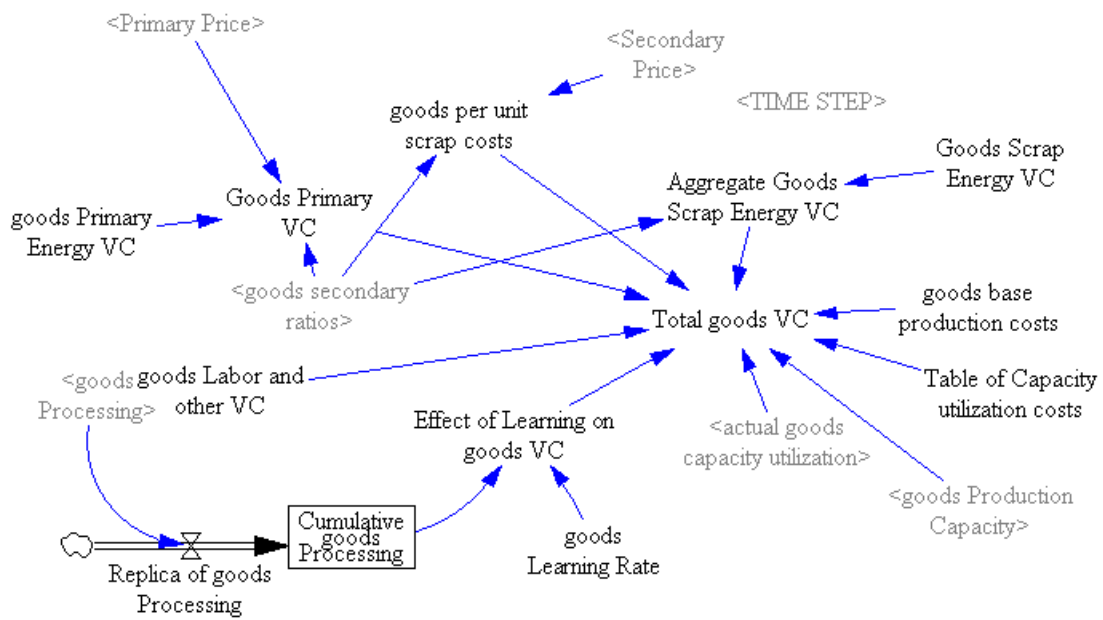 <Primary Price>
<Secondary
Price>
<TIME STEP>
goods per unit
scrap costs
Goods Scrap
Energy VC
Aggregate Goods
Scrap Energy VC
Goods Primary
VC
goods Primary
Energy VC
<goods secondary
ratios>
goods base
production costs
Total goods VC
<goods
Processing>
goods Labor and
other VC
Table of Capacity
utilization costs
Effect of Learning on
goods VC
<actual goods
capacity utilization>
<goods Production
Capacity>
Cumulative
goods
Processing
goods
Learning Rate
Replica of goods
Processing